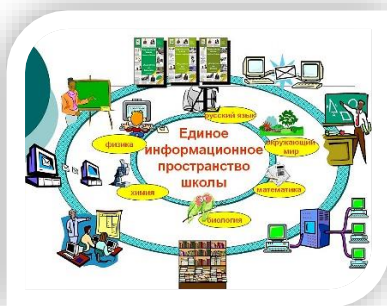 русский язык
Единое
информационное
пространство
школы
физика
окружающий
мир
химия
математика
биология